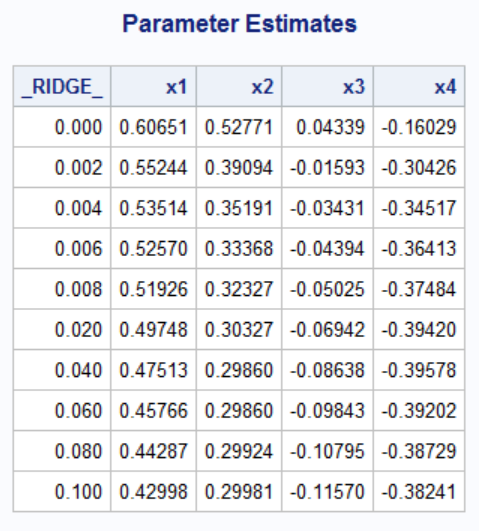 Parameter Estimates
_RIDGE_ x1 x2 x3 x4
0.000 0.60651 0.52771 0.04339 -0.16029
0.002 0.55244 0.39094 -0.01593 -0.30426
0.004 0.53514 0.35191 -0.03431 -0.34517
0.006 0.52570 0.33368 -0.04394 -0.36413
0.008 0.51926 0.32327 -0.05025 -0.37484
0.020 0.49748 0.30327 -0.06942 -0.39420
0.040 0.47513 0.29860 -0.08638 -0.39578
0.060 0.45766 0.29860 -0.09843 -0.39202
0.080 0.44287 0.29924 -0.10795 -0.38729
0.100 0.42998 0.29981 -0.11570 -0.38241